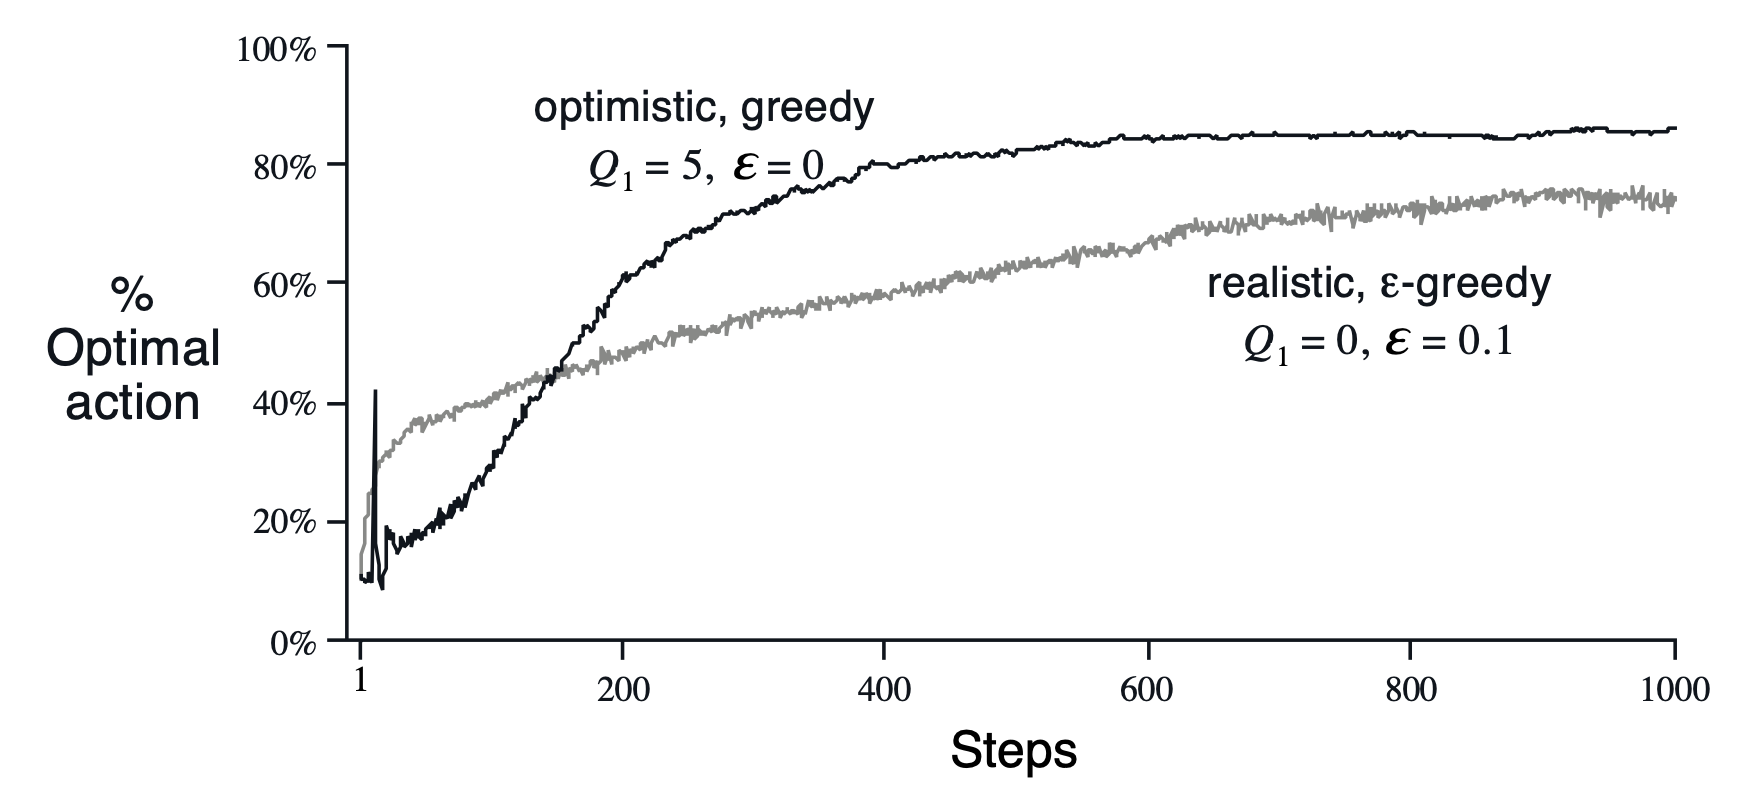 100%
80%
60%
40%
20%
0%
%
Optimal
action
optimistic, greedy
Q₁ = 5, ε = 0
realistic, ε-greedy
Q₁ = 0, ε = 0.1
1
200
400
600
800
1000
Steps